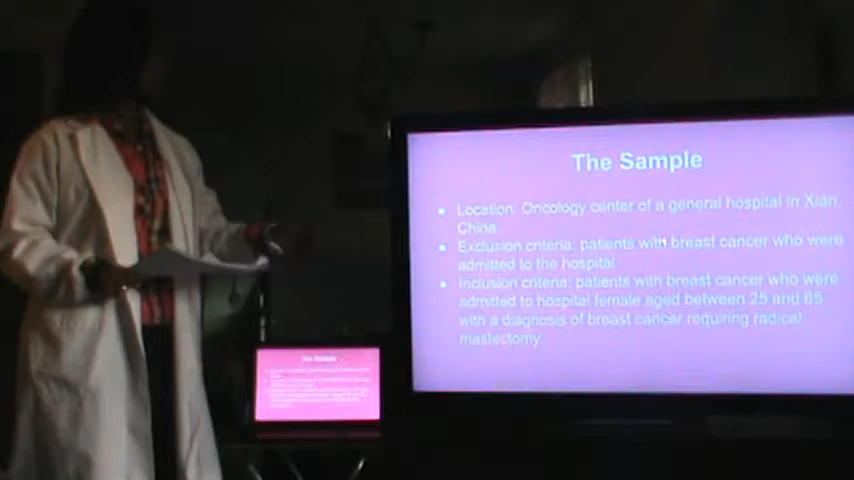 The Sample
Location: Oncology center of a general hospital in Xian,
China
Exclusion criteria: patients with breast cancer who were
admitted to the hospital
Inclusion criteria: patients with breast cancer who were
admitted to hospital female aged between 25 and 65
with a diagnosis of breast cancer requiring radical
mastectomy
The Sample